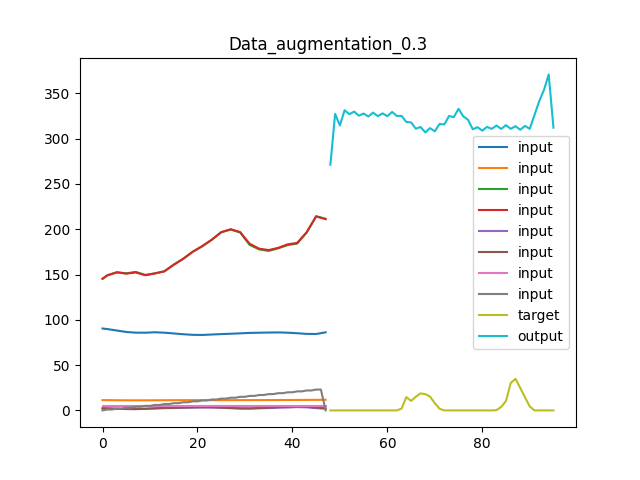 Data_augmentation_0.3
350
300
250
200
150
100
50
0
0 20 40 60 80
input
input
input
input
input
input
input
input
target
output